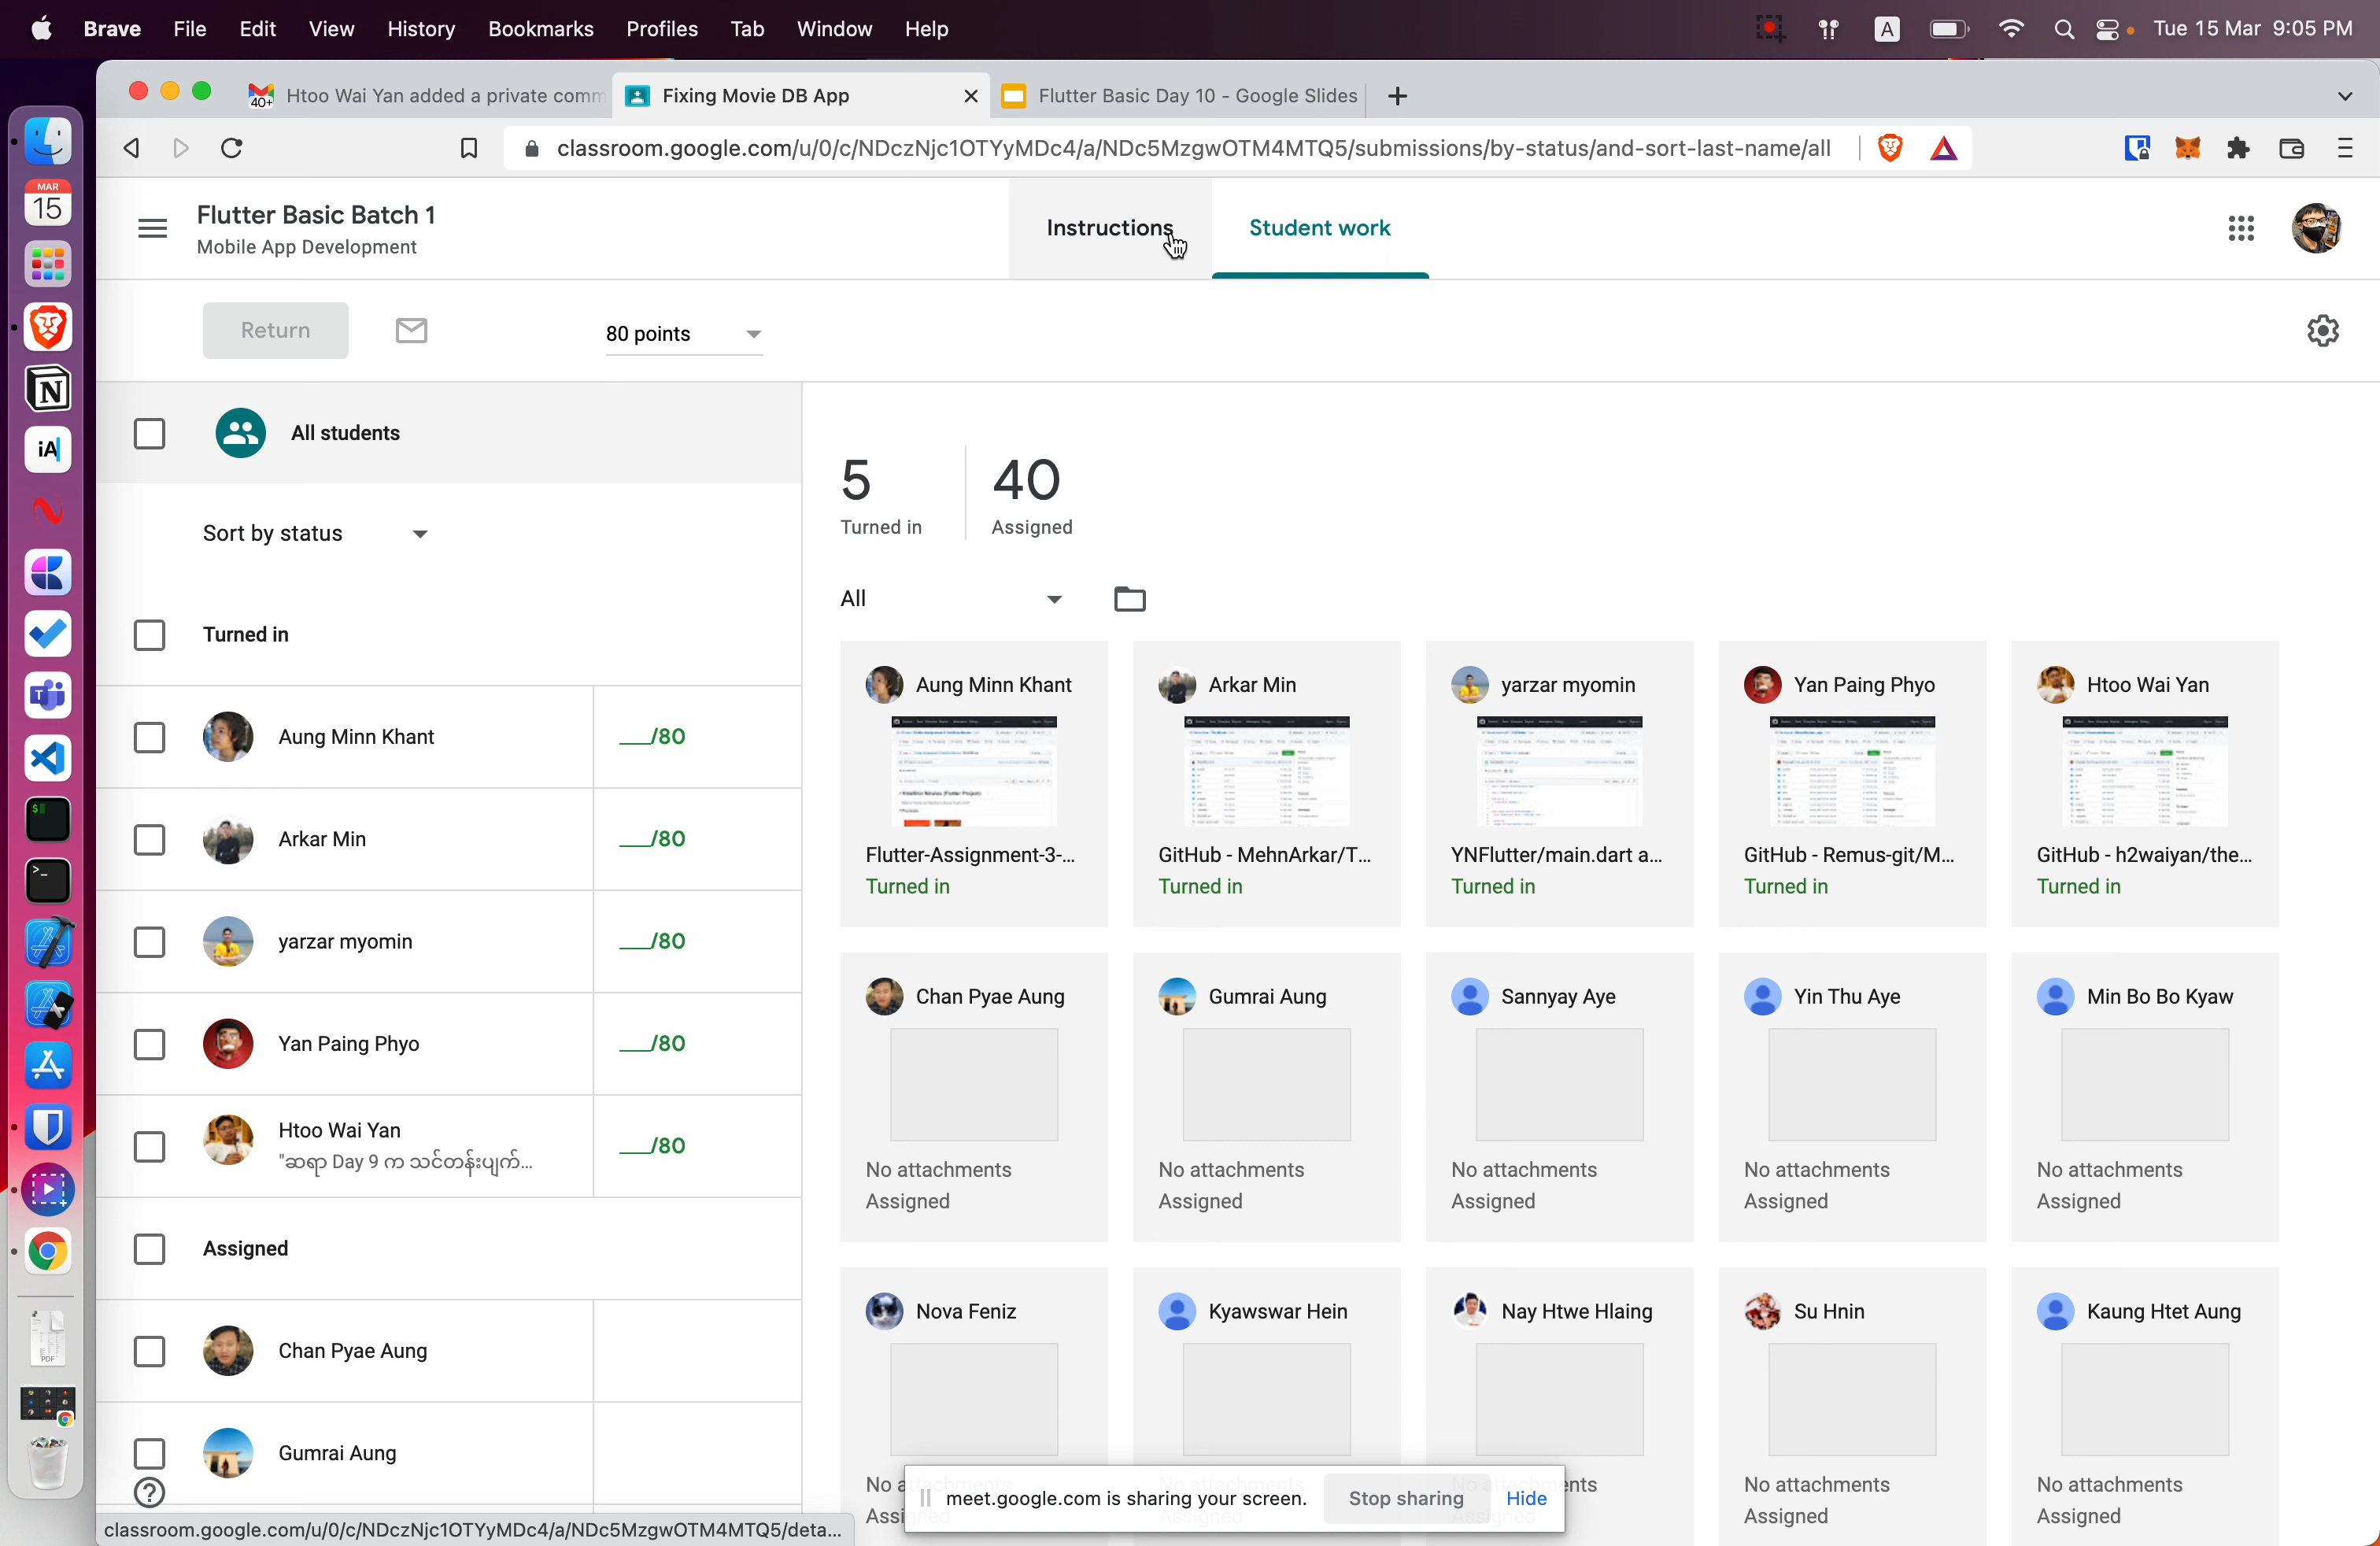 Brave File Edit View History Bookmarks Profiles Tab Window Help
A Tue 15 Mar 9:05 PM
40+ Htoo Wai Yan added a private comm
Fixing Movie DB App
Flutter Basic Day 10 - Google Slides
classroom.google.com/u/0/c/NDczNjc1OTYyMDc4/a/NDc5MzgwOTM4MTQ5/submissions/by-status/and-sort-last-name/all
MAR
15
iA
PDF
Flutter Basic Batch 1
Mobile App Development
Instructions
Student work
Return
80 points
All students
Sort by status
Turned in
Aung Minn Khant
___/80
Arkar Min
___/80
yarzar myomin
___/80
Yan Paing Phyo
___/80
Htoo Wai Yan
"ဆရာ Day 9 က သင်တန်းပျက်...
___/80
Assigned
Chan Pyae Aung
Gumrai Aung
5
Turned in
40
Assigned
All
Aung Minn Khant
Flutter-Assignment-3-...
Turned in
Arkar Min
GitHub - MehnArkar/T...
Turned in
yarzar myomin
YNFlutter/main.dart a...
Turned in
Yan Paing Phyo
GitHub - Remus-git/M...
Turned in
Htoo Wai Yan
GitHub - h2waiyan/the...
Turned in
Chan Pyae Aung
No attachments
Assigned
Gumrai Aung
No attachments
Assigned
Sannyay Aye
No attachments
Assigned
Yin Thu Aye
No attachments
Assigned
Min Bo Bo Kyaw
No attachments
Assigned
Nova Feniz
Kyawswar Hein
Nay Htwe Hlaing
Su Hnin
No attachments
Assigned
Kaung Htet Aung
No attachments
Assigned
meet.google.com is sharing your screen.
Stop sharing
Hide
classroom.google.com/u/0/c/NDczNjc1OTYyMDc4/a/NDc5MzgwOTM4MTQ5/deta...